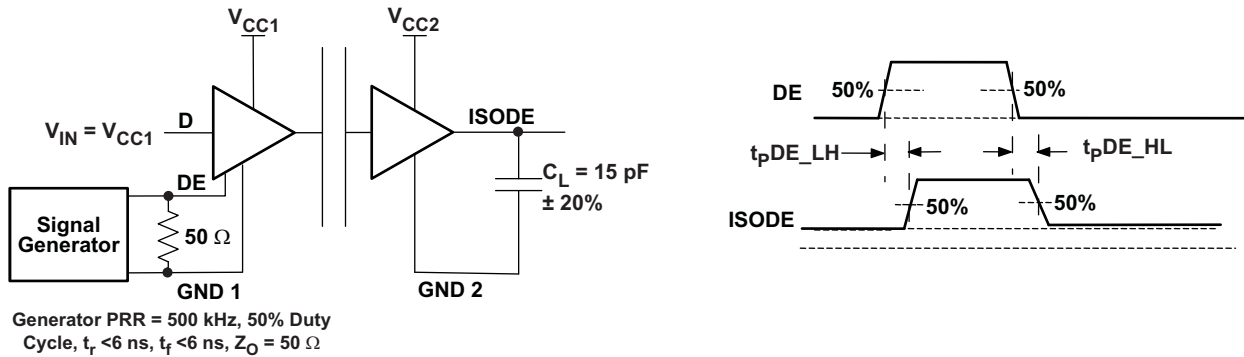 V_CC1
V_CC2
V_IN = V_CC1
D
ISODE
DE
C_L = 15 pF
± 20%
Signal
Generator
50 Ω
GND 1
GND 2
Generator PRR = 500 kHz, 50% Duty
Cycle, t_r <6 ns, t_f <6 ns, Z_O = 50 Ω
DE
50%
50%
t_PDE_LH
t_PDE_HL
50%
50%
ISODE